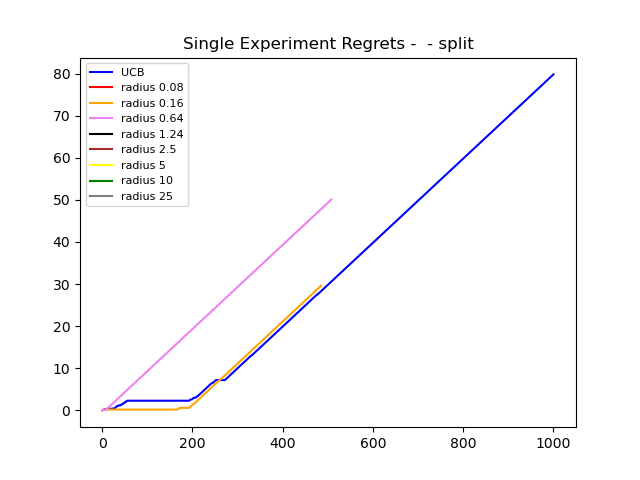 Single Experiment Regrets -  - split
UCB
radius 0.08
radius 0.16
radius 0.64
radius 1.24
radius 2.5
radius 5
radius 10
radius 25
80
70
60
50
40
30
20
10
0
0 200 400 600 800 1000